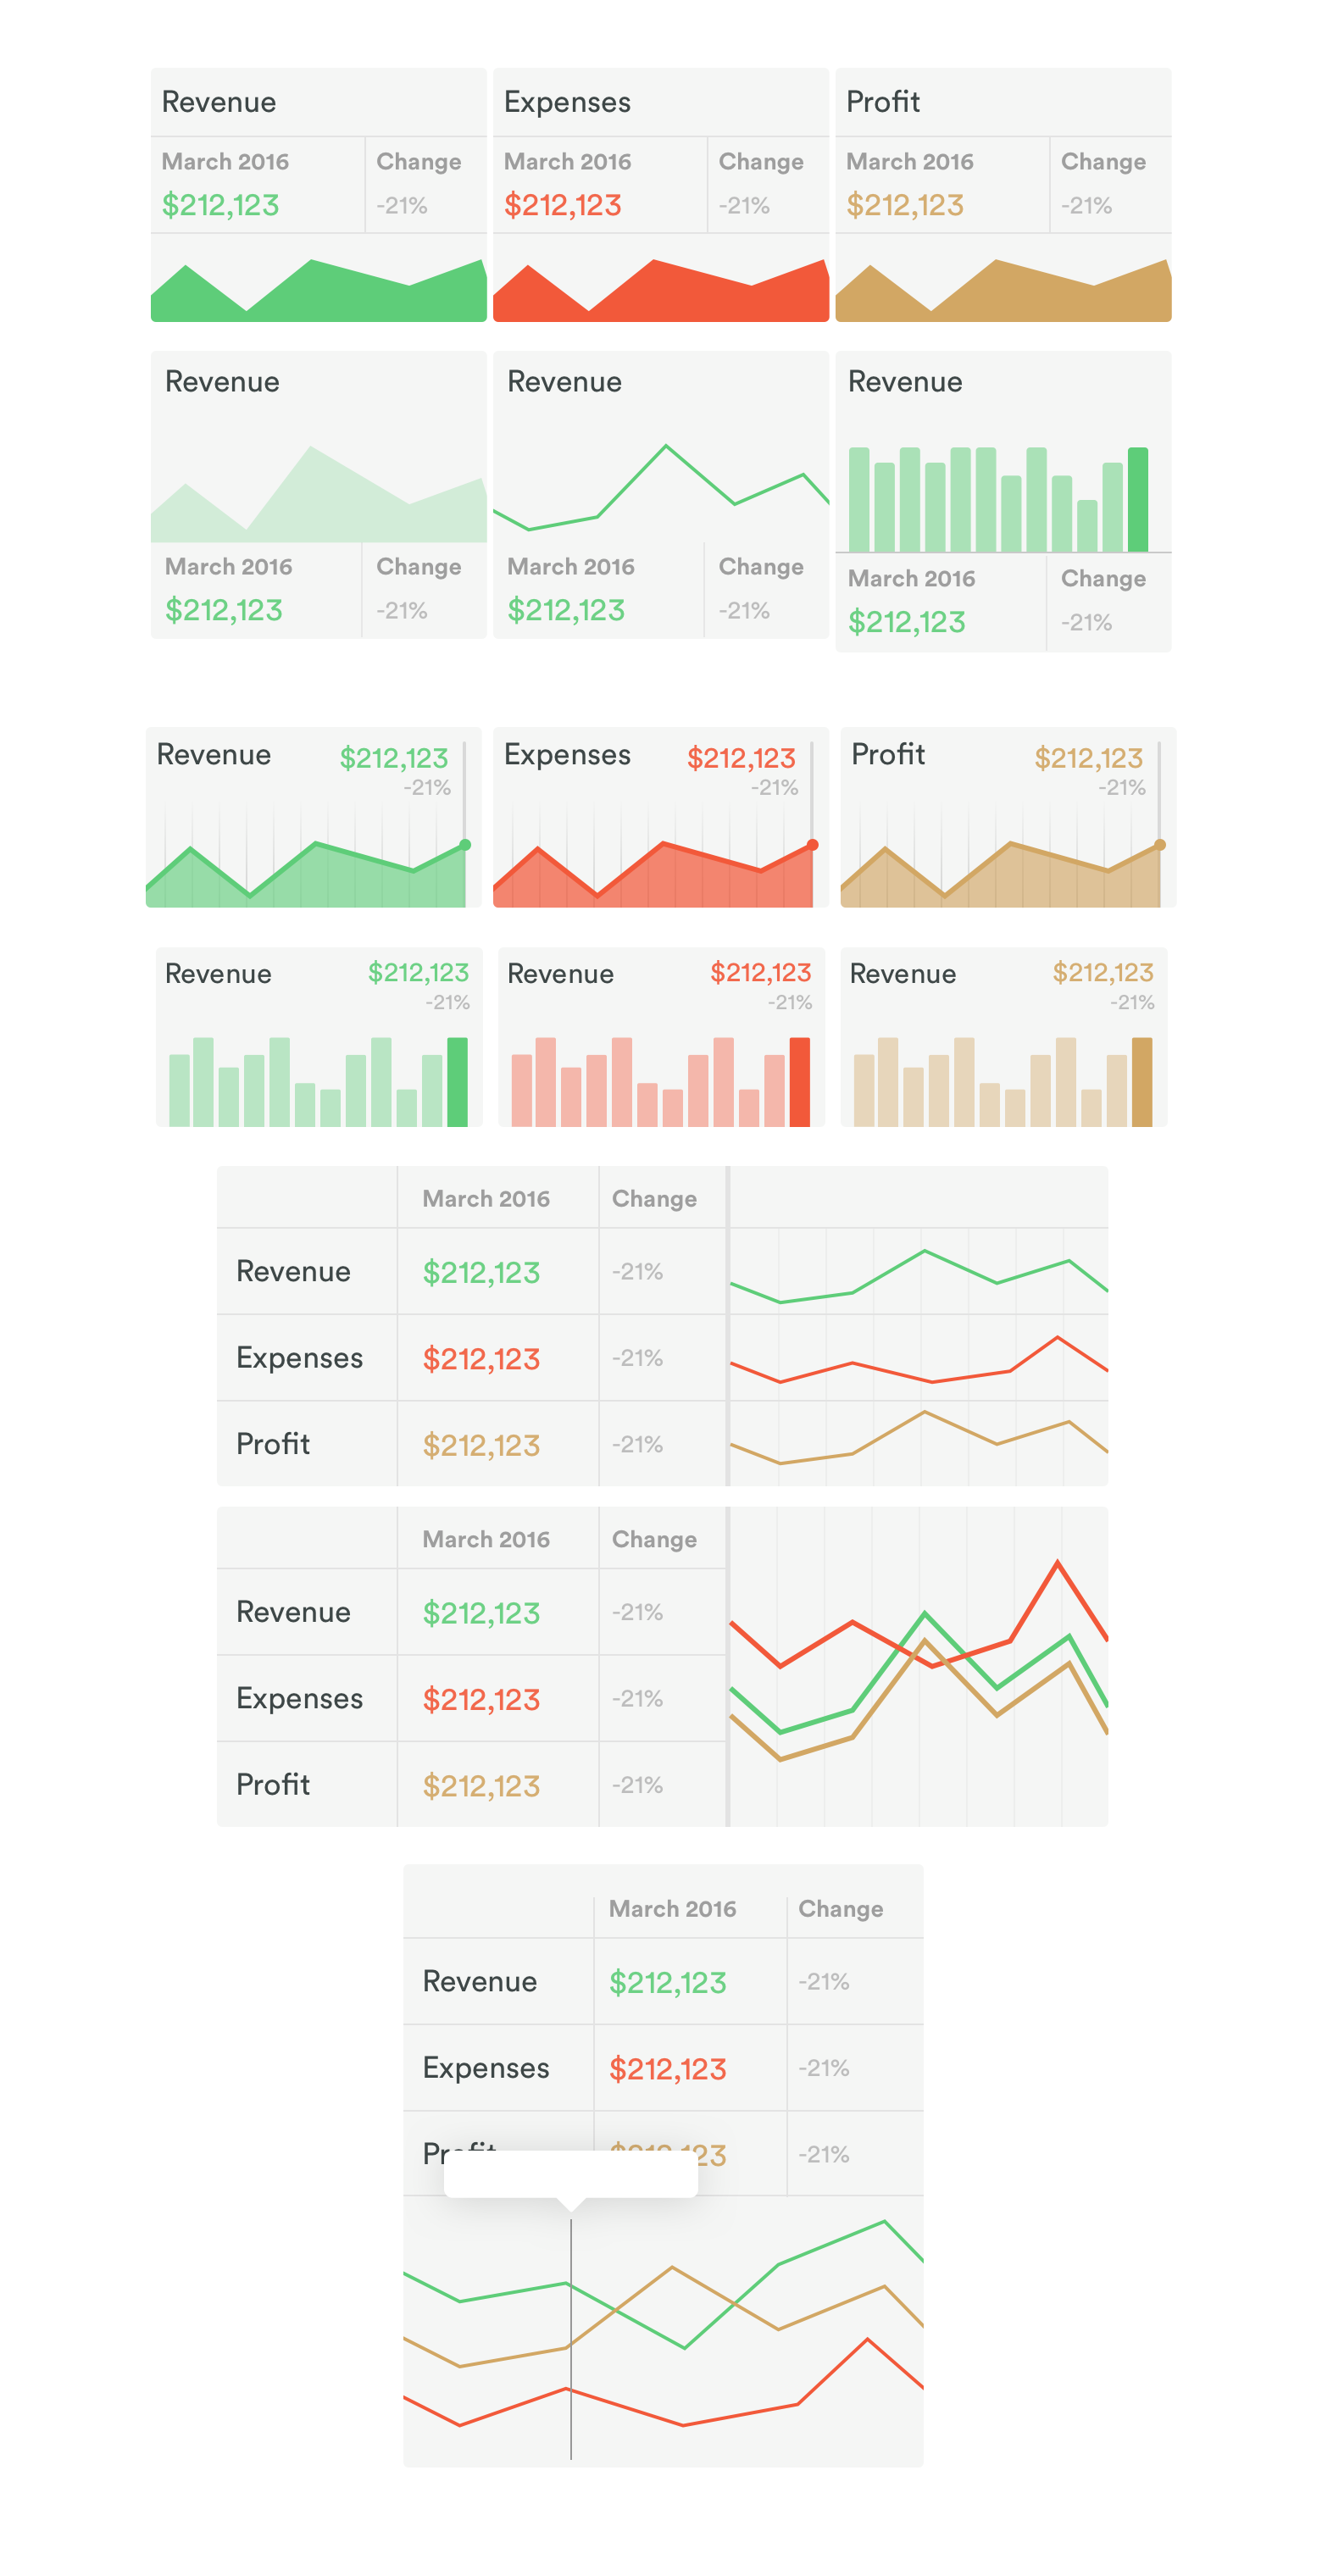 Revenue Expenses Profit
March 2016 Change March 2016 Change March 2016 Change
$212,123 -21% $212,123 -21% $212,123 -21%
Revenue Revenue Revenue
March 2016 Change March 2016 Change March 2016 Change
$212,123 -21% $212,123 -21% $212,123 -21%
Revenue $212,123 Expenses $212,123 Profit $212,123
-21% -21% -21%
Revenue $212,123 Revenue $212,123 Revenue $212,123
-21% -21% -21%
March 2016 Change
Revenue $212,123 -21%
Expenses $212,123 -21%
Profit $212,123 -21%
March 2016 Change
Revenue $212,123 -21%
Expenses $212,123 -21%
Profit $212,123 -21%
March 2016 Change
Revenue $212,123 -21%
Expenses $212,123 -21%
-21%